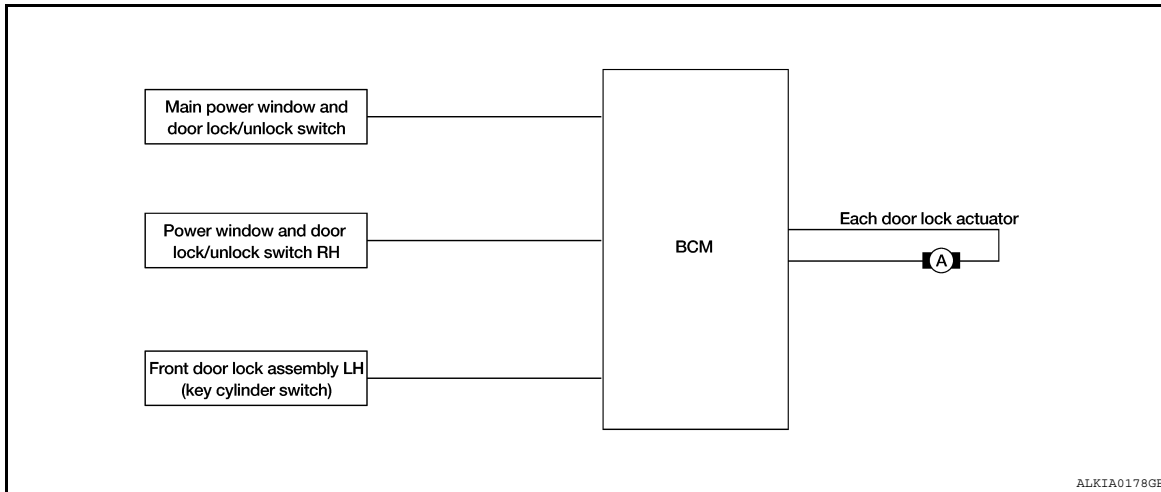 Main power window and
door lock/unlock switch
Power window and door
lock/unlock switch RH
Front door lock assembly LH
(key cylinder switch)
BCM
Each door lock actuator
A
ALKIA0178GB